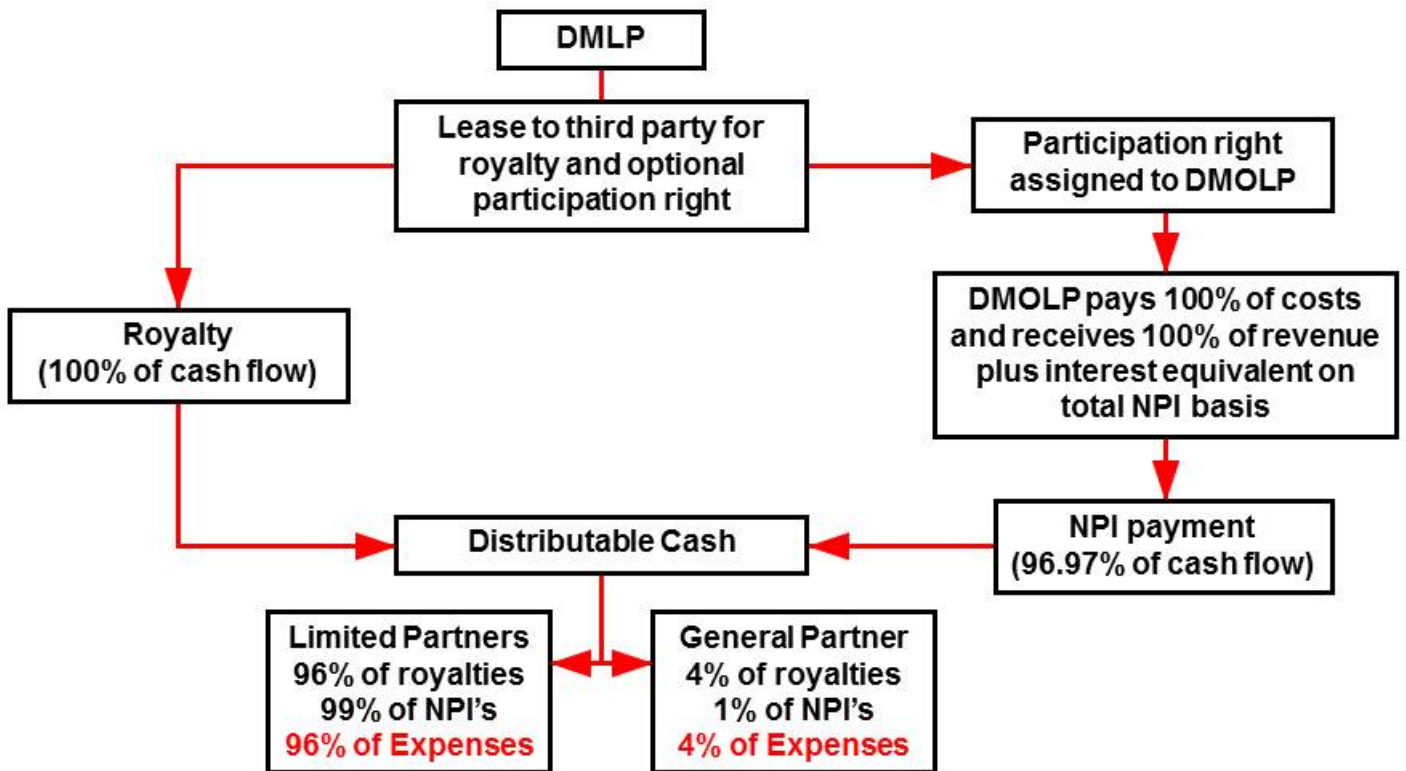 DMLP
Lease to third party for
royalty and optional
participation right
Participation right
assigned to DMOLP
Royalty
(100% of cash flow)
DMOLP pays 100% of costs
and receives 100% of revenue
plus interest equivalent on
total NPI basis
Distributable Cash
NPI payment
(96.97% of cash flow)
Limited Partners
96% of royalties
99% of NPI's
96% of Expenses
General Partner
4% of royalties
1% of NPI's
4% of Expenses